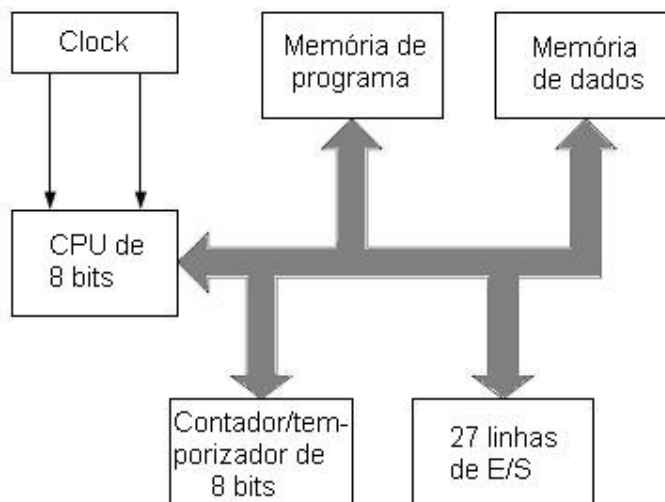 Clock
Memória de
programa
Memória
de dados
CPU de
8 bits
Contador/tem-
porizador de
8 bits
27 linhas
de E/S